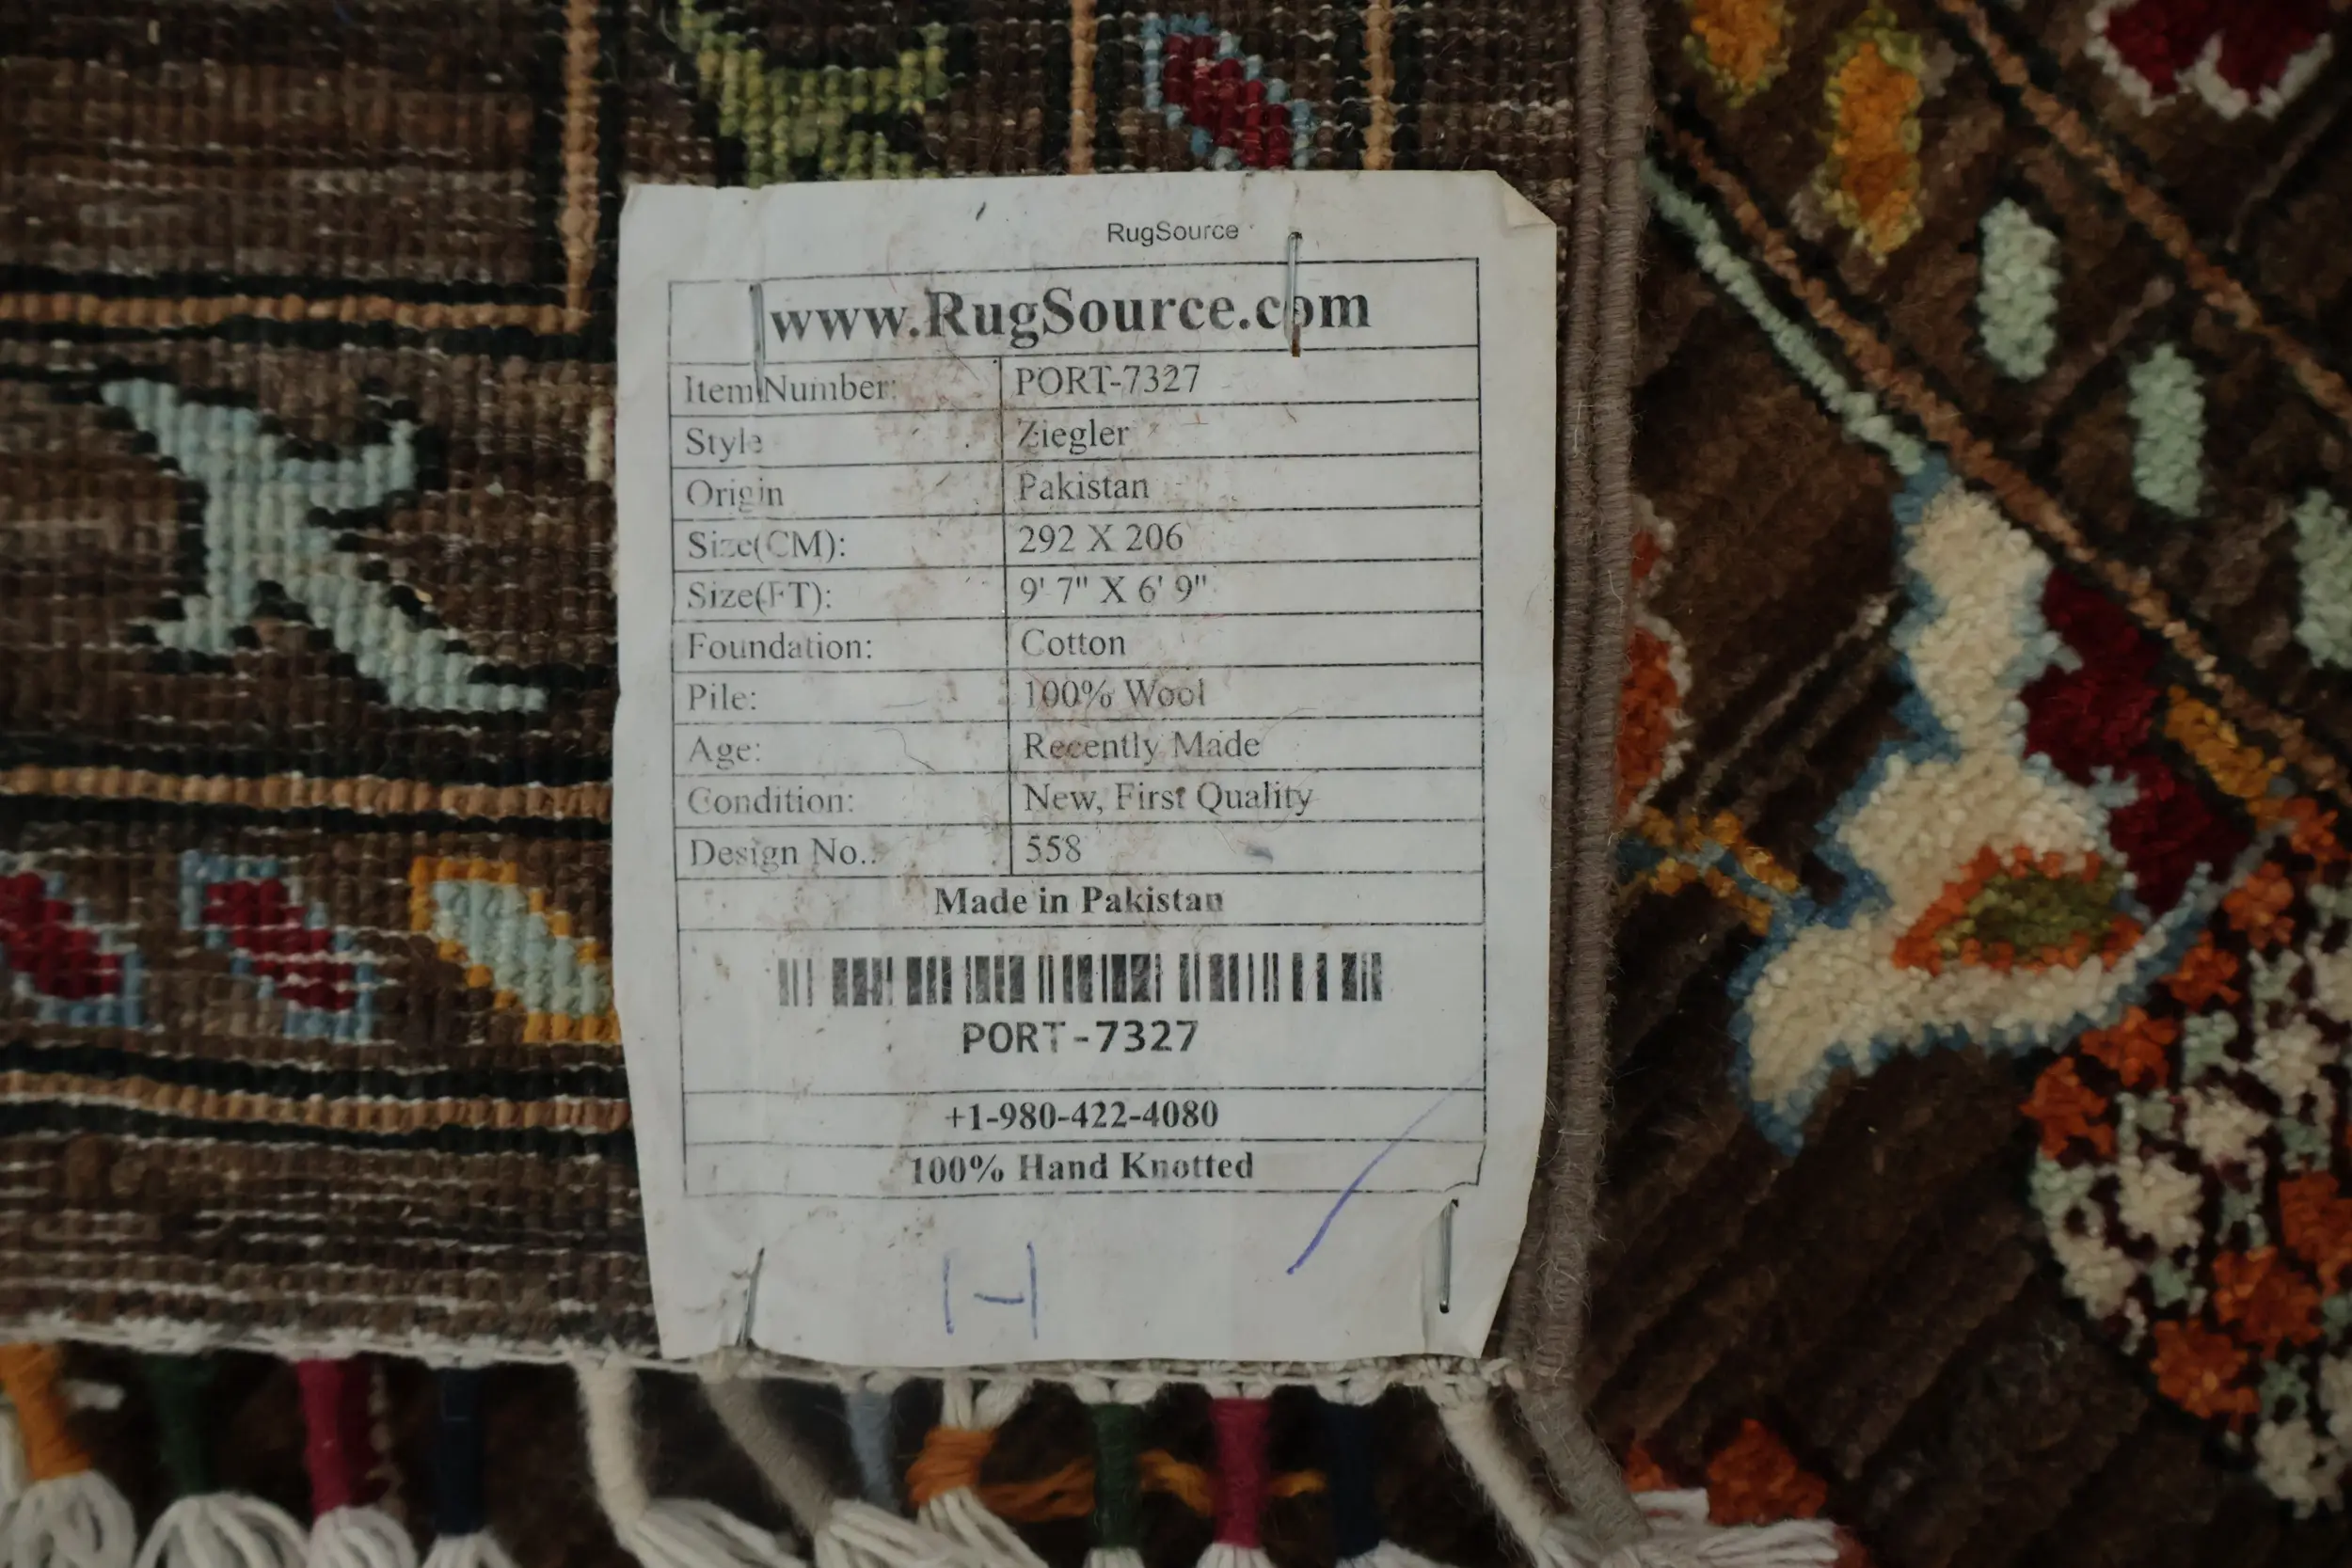 RugSource
www.RugSource.com
Item Number: PORT-7327
Style Ziegler
Origin Pakistan
Size(CM): 292 X 206
Size(FT): 9' 7" X 6' 9"
Foundation: Cotton
Pile: 100% Wool
Age: Recently Made
Condition: New, First Quality
Design No.: 558
Made in Pakistan
PORT-7327
+1-980-422-4080
100% Hand Knotted
H